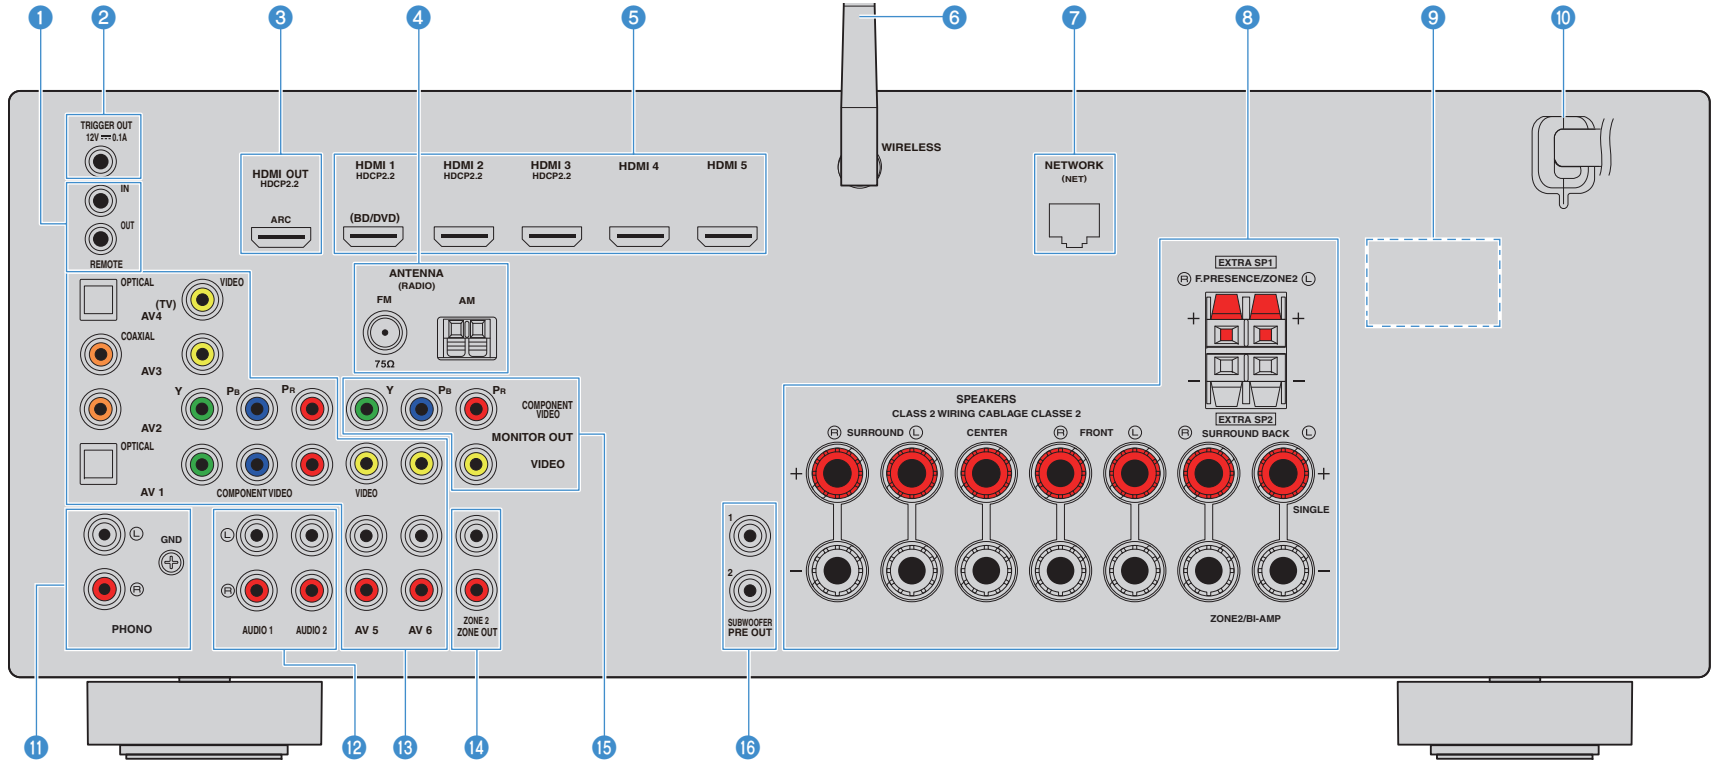 1 2 3 4 5 6 7 8 9 10
TRIGGER OUT
12V 0.1A
IN
OUT
REMOTE
HDMI OUT
HDCP2.2
ARC
HDMI 1
HDCP2.2
(BD/DVD)
HDMI 2
HDCP2.2
HDMI 3
HDCP2.2
HDMI 4
HDMI 5
WIRELESS
NETWORK
(NET)
ANTENNA
(RADIO)
FM
AM
75Ω
OPTICAL
VIDEO
(TV)
AV4
COAXIAL
AV3
Y PB PR
AV2
OPTICAL
AV 1
COMPONENT VIDEO
VIDEO
Y PB PR
COMPONENT
VIDEO
MONITOR OUT
VIDEO
EXTRA SP1
R F.PRESENCE/ZONE2 L
+ +
– –
EXTRA SP2
SPEAKERS
CLASS 2 WIRING CABLAGE CLASSE 2
R SURROUND L
CENTER
R FRONT L
R SURROUND BACK L
+ +
SINGLE
– –
ZONE2/BI-AMP
L
GND
R
PHONO
L
R
AUDIO 1
AUDIO 2
AV 5
AV 6
ZONE 2
ZONE OUT
1
2
SUBWOOFER
PRE OUT
11 12 13 14 15 16